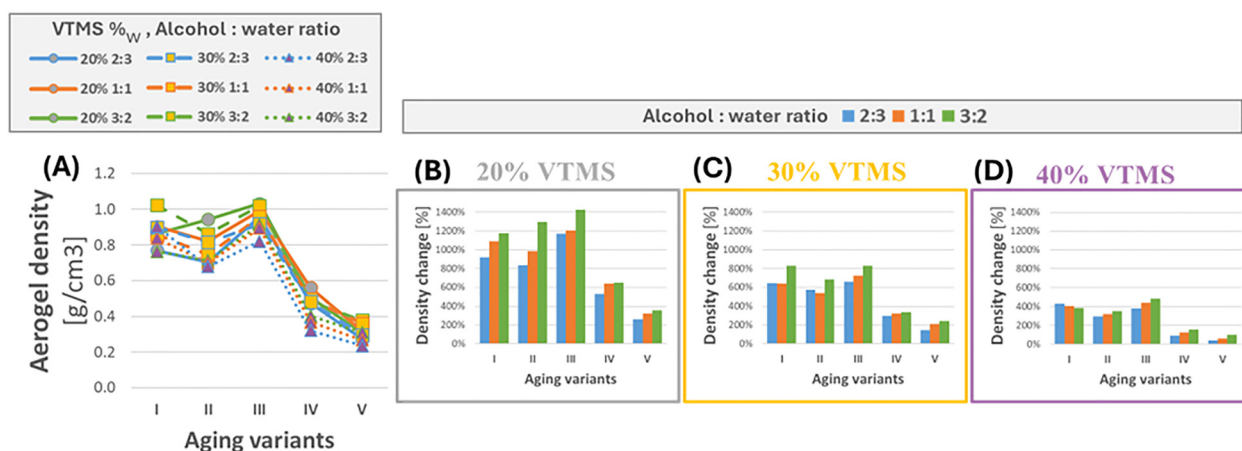 VTMS %W , Alcohol : water ratio
20% 2:3 30% 2:3 40% 2:3
20% 1:1 30% 1:1 40% 1:1
20% 3:2 30% 3:2 40% 3:2
Alcohol : water ratio 2:3 1:1 3:2
(A)
Aerogel density
[g/cm3]
1.2
1.0
0.8
0.6
0.4
0.2
0.0
I II III IV V
Aging variants
(B) 20% VTMS
Density change [%]
1400%
1200%
1000%
800%
600%
400%
200%
0%
I II III IV V
Aging variants
(C) 30% VTMS
Density change [%]
1400%
1200%
1000%
800%
600%
400%
200%
0%
I II III IV V
Aging variants
(D) 40% VTMS
Density change [%]
1400%
1200%
1000%
800%
600%
400%
200%
0%
I II III IV V
Aging variants